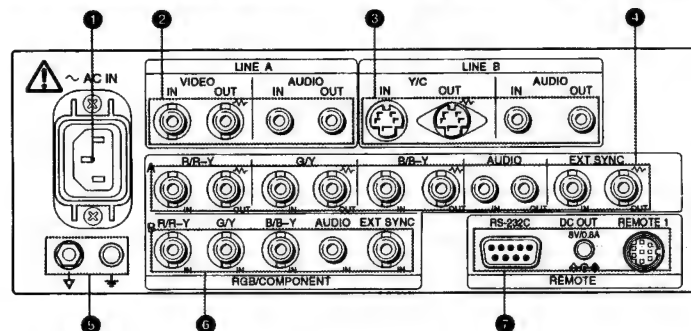 1 2 3 4
LINE A LINE B
~ AC IN VIDEO AUDIO Y/C AUDIO
IN OUT IN OUT IN OUT IN OUT
A R/R-Y G/Y B/B-Y AUDIO EXT SYNC
IN OUT IN OUT IN OUT IN OUT IN OUT
B R/R-Y G/Y B/B-Y AUDIO EXT SYNC RS-232C DC OUT REMOTE 1
8V/0.8A
IN IN IN IN IN
RGB/COMPONENT REMOTE
5 6 7